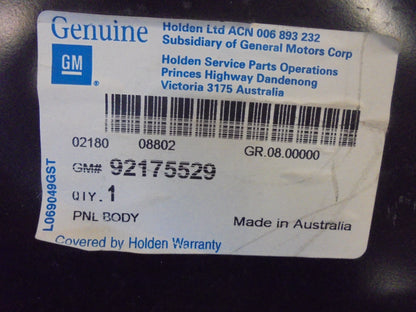 Genuine
GM
®
Holden Ltd ACN 006 893 232
Subsidiary of General Motors Corp
Holden Service Parts Operations
Princes Highway Dandenong
Victoria 3175 Australia
02180 08802 GR.08.00000
GM# 92175529
QTY. 1
PNL BODY
Made in Australia
Covered by Holden Warranty
L069049GST